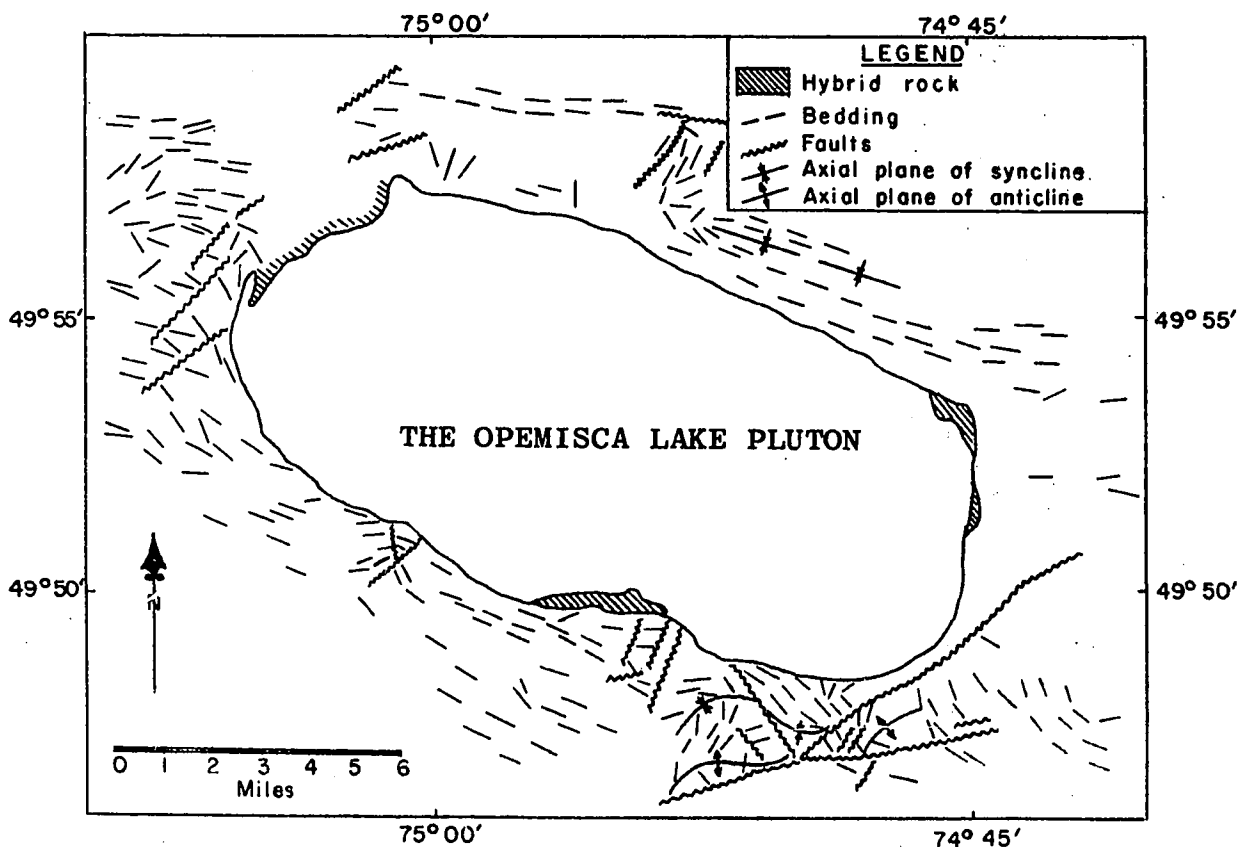 75° 00′ 74° 45′
LEGEND
Hybrid rock
Bedding
Faults
Axial plane of syncline.
Axial plane of anticline
49° 55′ 49° 55′
THE OPEMISCA LAKE PLUTON
49° 50′ 49° 50′
N
0 1 2 3 4 5 6
Miles
75° 00′ 74° 45′